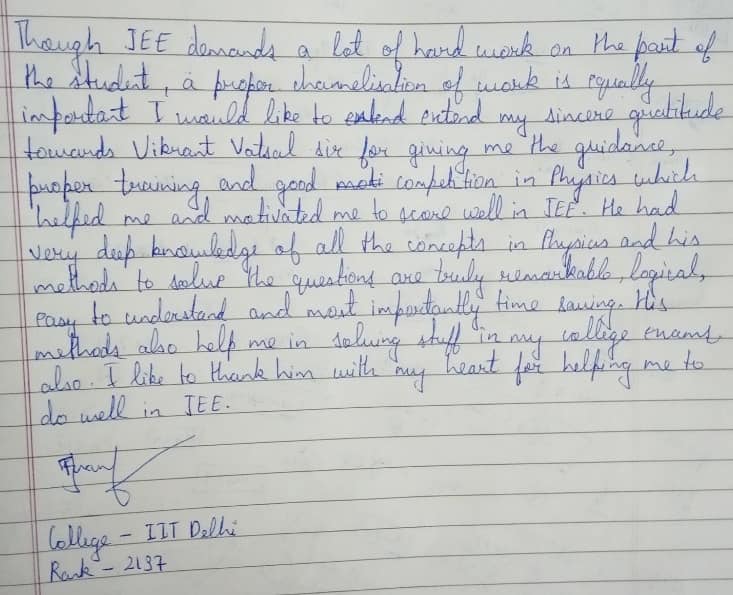 Though JEE demands a lot of hard work on the part of
the student, a proper channelisation of work is equally
important I would like to extend my sincere gratitude
towards Vikrant Vatsal sir for giving me the guidance,
proper training and good competition in Physics which
helped me and motivated me to score well in JEE. He had
very deep knowledge of all the concepts in Physics and his
methods to solve the questions are truly remarkable, logical,
easy to understand and most importantly time saving. His
methods also help me in solving stuff in my college exams
also. I like to thank him with my heart for helping me to
do well in JEE.
College - IIT Delhi
Rank - 2137